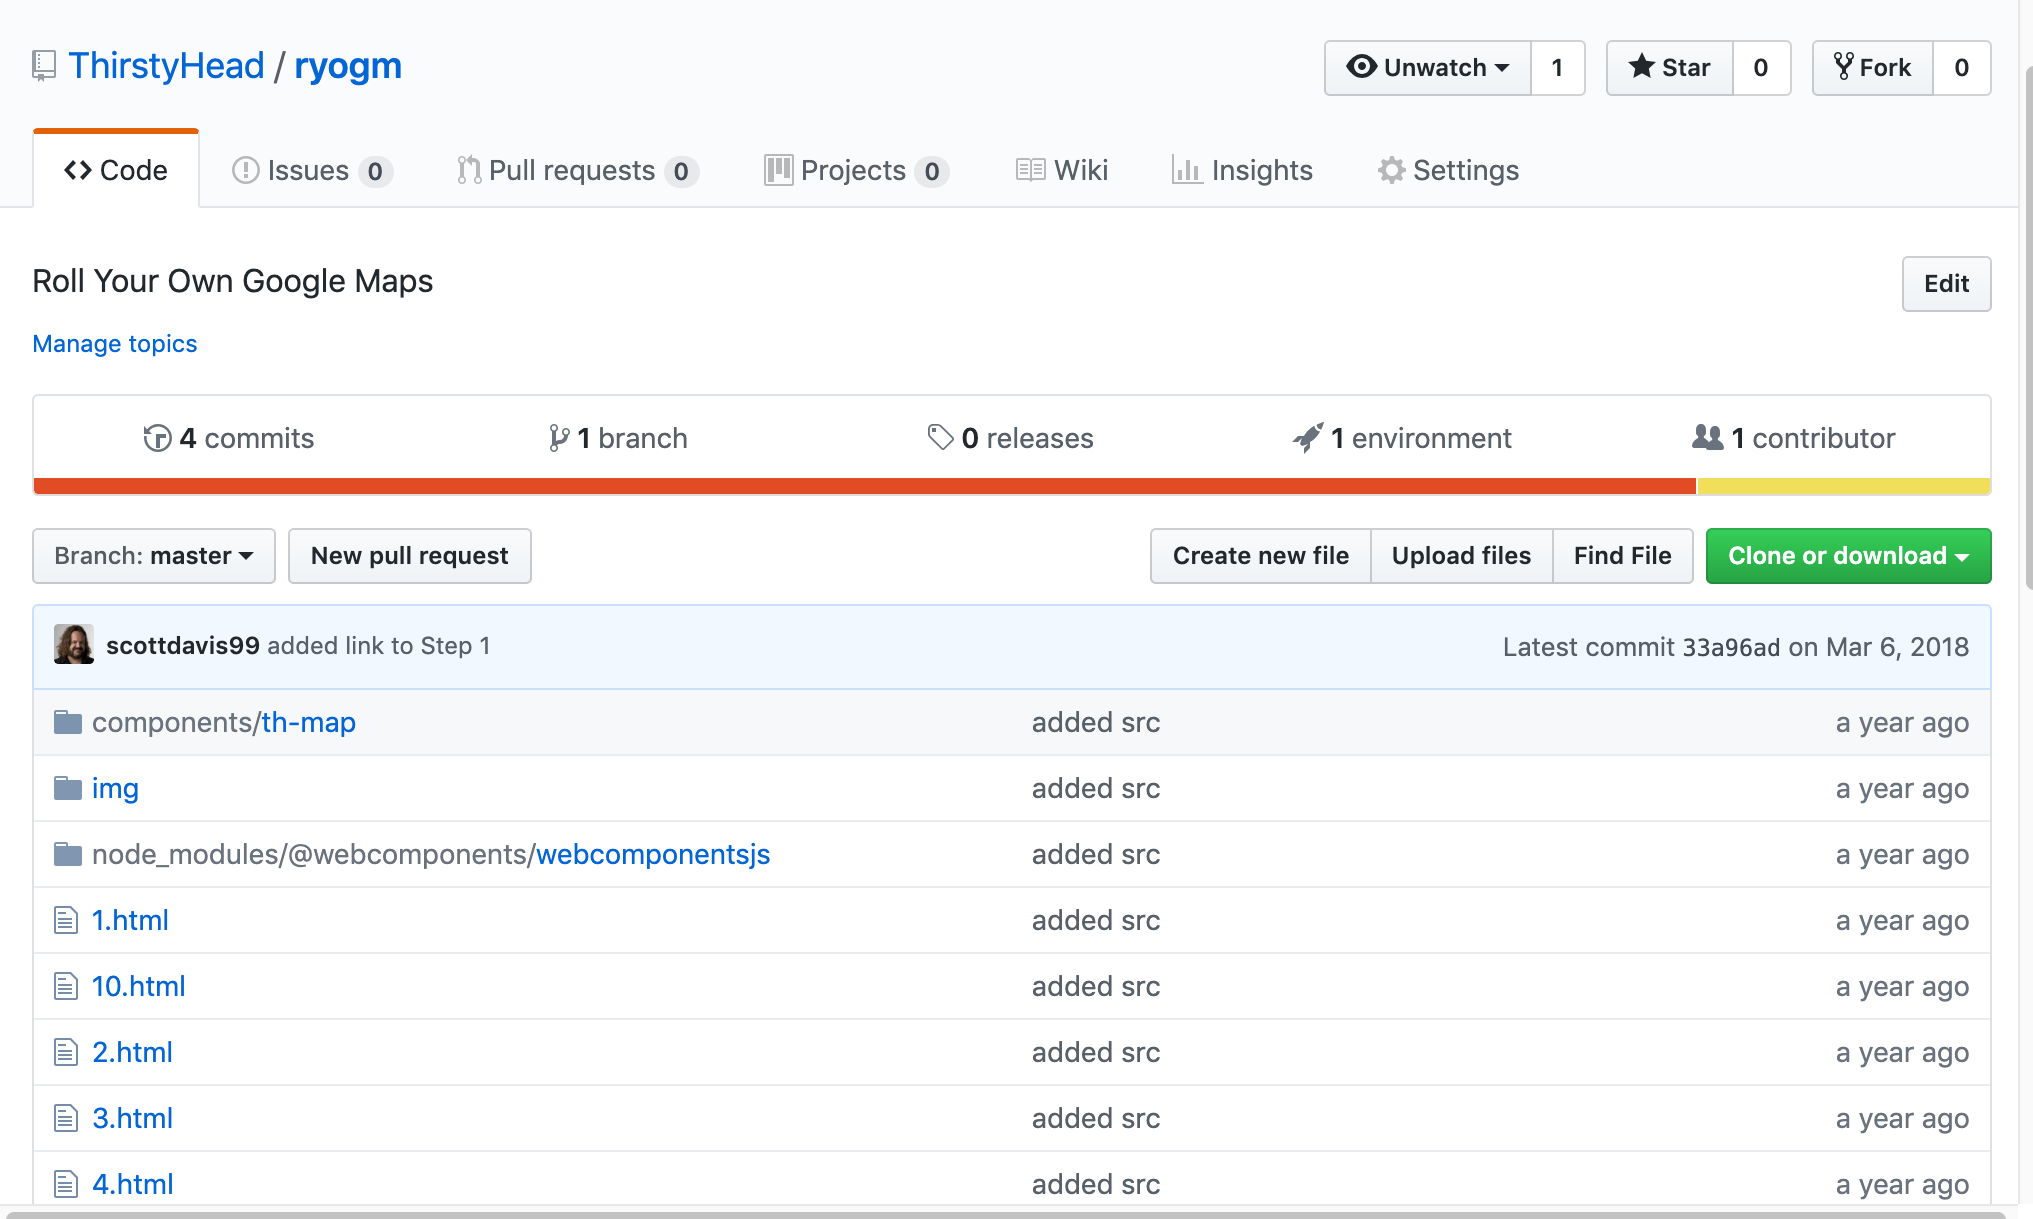 ThirstyHead / ryogm Unwatch 1 Star 0 Fork 0
Code Issues 0 Pull requests 0 Projects 0 Wiki Insights Settings
Roll Your Own Google Maps Edit
Manage topics
4 commits 1 branch 0 releases 1 environment 1 contributor
Branch: master New pull request Create new file Upload files Find File Clone or download
scottdavis99 added link to Step 1 Latest commit 33a96ad on Mar 6, 2018
components/th-map added src a year ago
img added src a year ago
node_modules/@webcomponents/webcomponentsjs added src a year ago
1.html added src a year ago
10.html added src a year ago
2.html added src a year ago
3.html added src a year ago
4.html added src a year ago